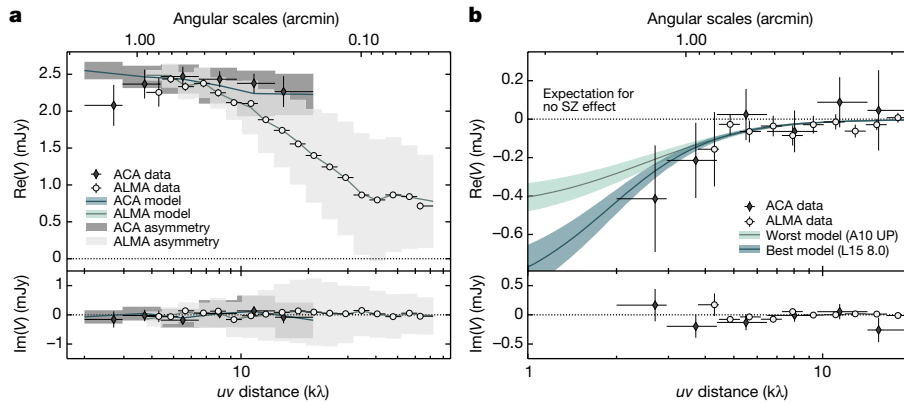 a
Angular scales (arcmin)
1.00
0.10
2.5
2.0
1.5
1.0
0.5
0
Re(V) (mJy)
ACA data
ALMA data
ACA model
ALMA model
ACA asymmetry
ALMA asymmetry
1
0
−1
Im(V) (mJy)
10
uv distance (kλ)
b
Angular scales (arcmin)
1.00
0.2
0
−0.2
−0.4
−0.6
Re(V) (mJy)
Expectation for
no SZ effect
ACA data
ALMA data
Worst model (A10 UP)
Best model (L15 8.0)
0.5
0
−0.5
Im(V) (mJy)
1
10
uv distance (kλ)